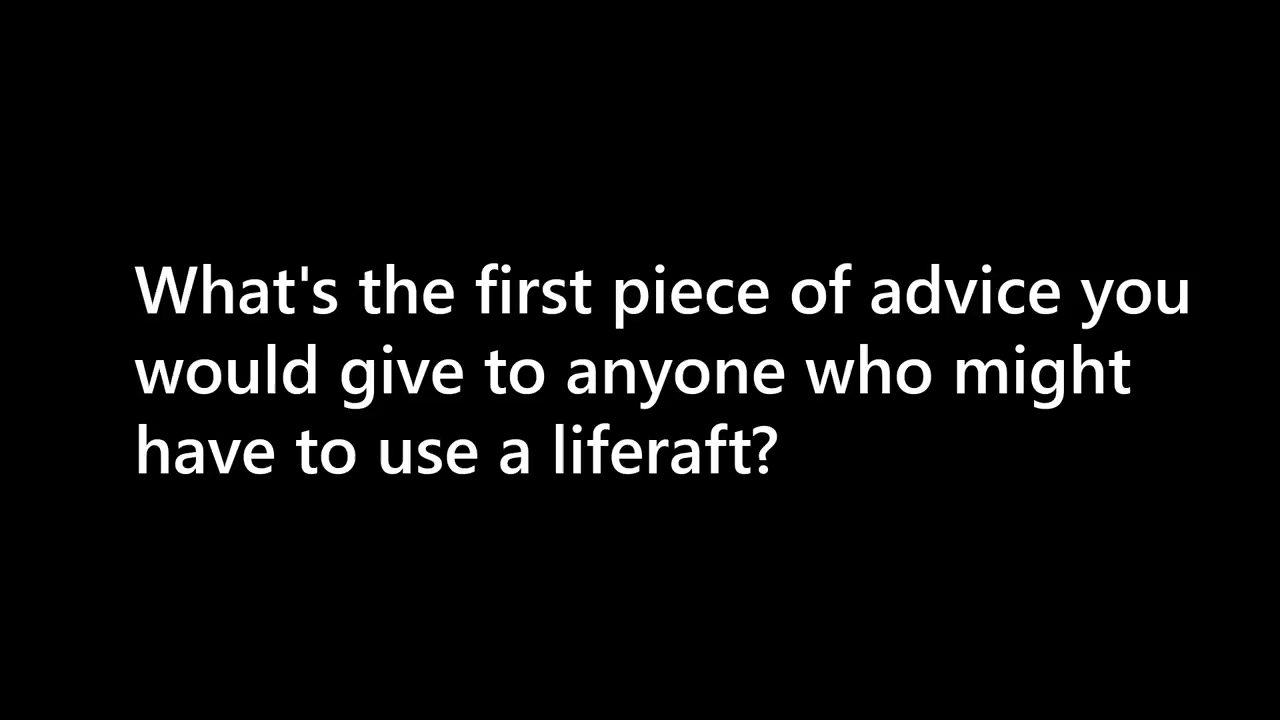 What's the first piece of advice you
would give to anyone who might
have to use a liferaft?